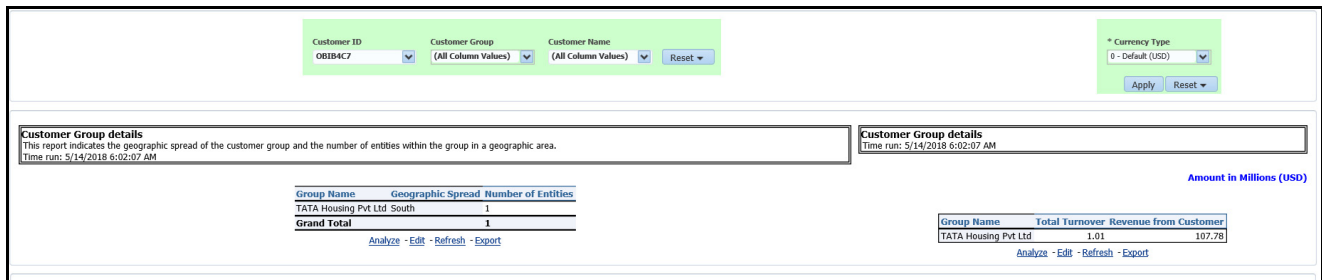 Customer ID Customer Group Customer Name
OBIB4C7 (All Column Values) (All Column Values) Reset
* Currency Type
0 - Default (USD)
Apply Reset
Customer Group details
This report indicates the geographic spread of the customer group and the number of entities within the group in a geographic area.
Time run: 5/14/2018 6:02:07 AM
Group Name Geographic Spread Number of Entities
TATA Housing Pvt Ltd South 1
Grand Total 1
Analyze - Edit - Refresh - Export
Customer Group details
Time run: 5/14/2018 6:02:07 AM
Amount in Millions (USD)
Group Name Total Turnover Revenue from Customer
TATA Housing Pvt Ltd 1.01 107.78
Analyze - Edit - Refresh - Export